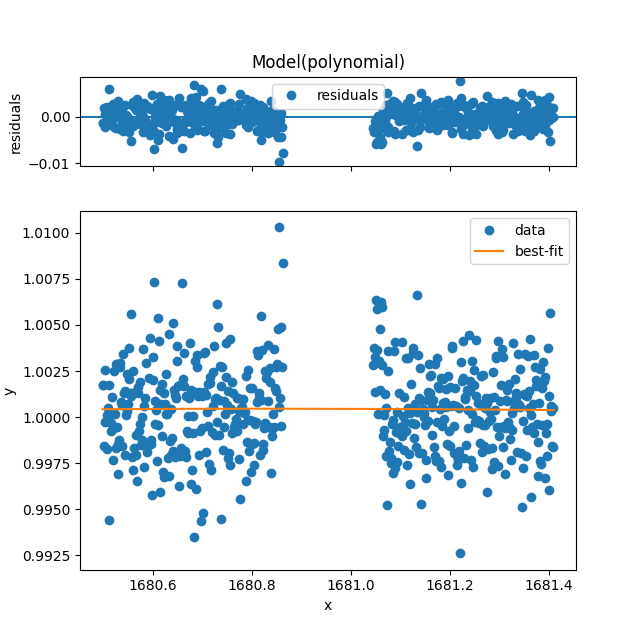 Model(polynomial)
residuals
0.00
−0.01
residuals
1.0100
1.0075
1.0050
1.0025
1.0000
0.9975
0.9950
0.9925
y
data
best-fit
1680.6 1680.8 1681.0 1681.2 1681.4
x